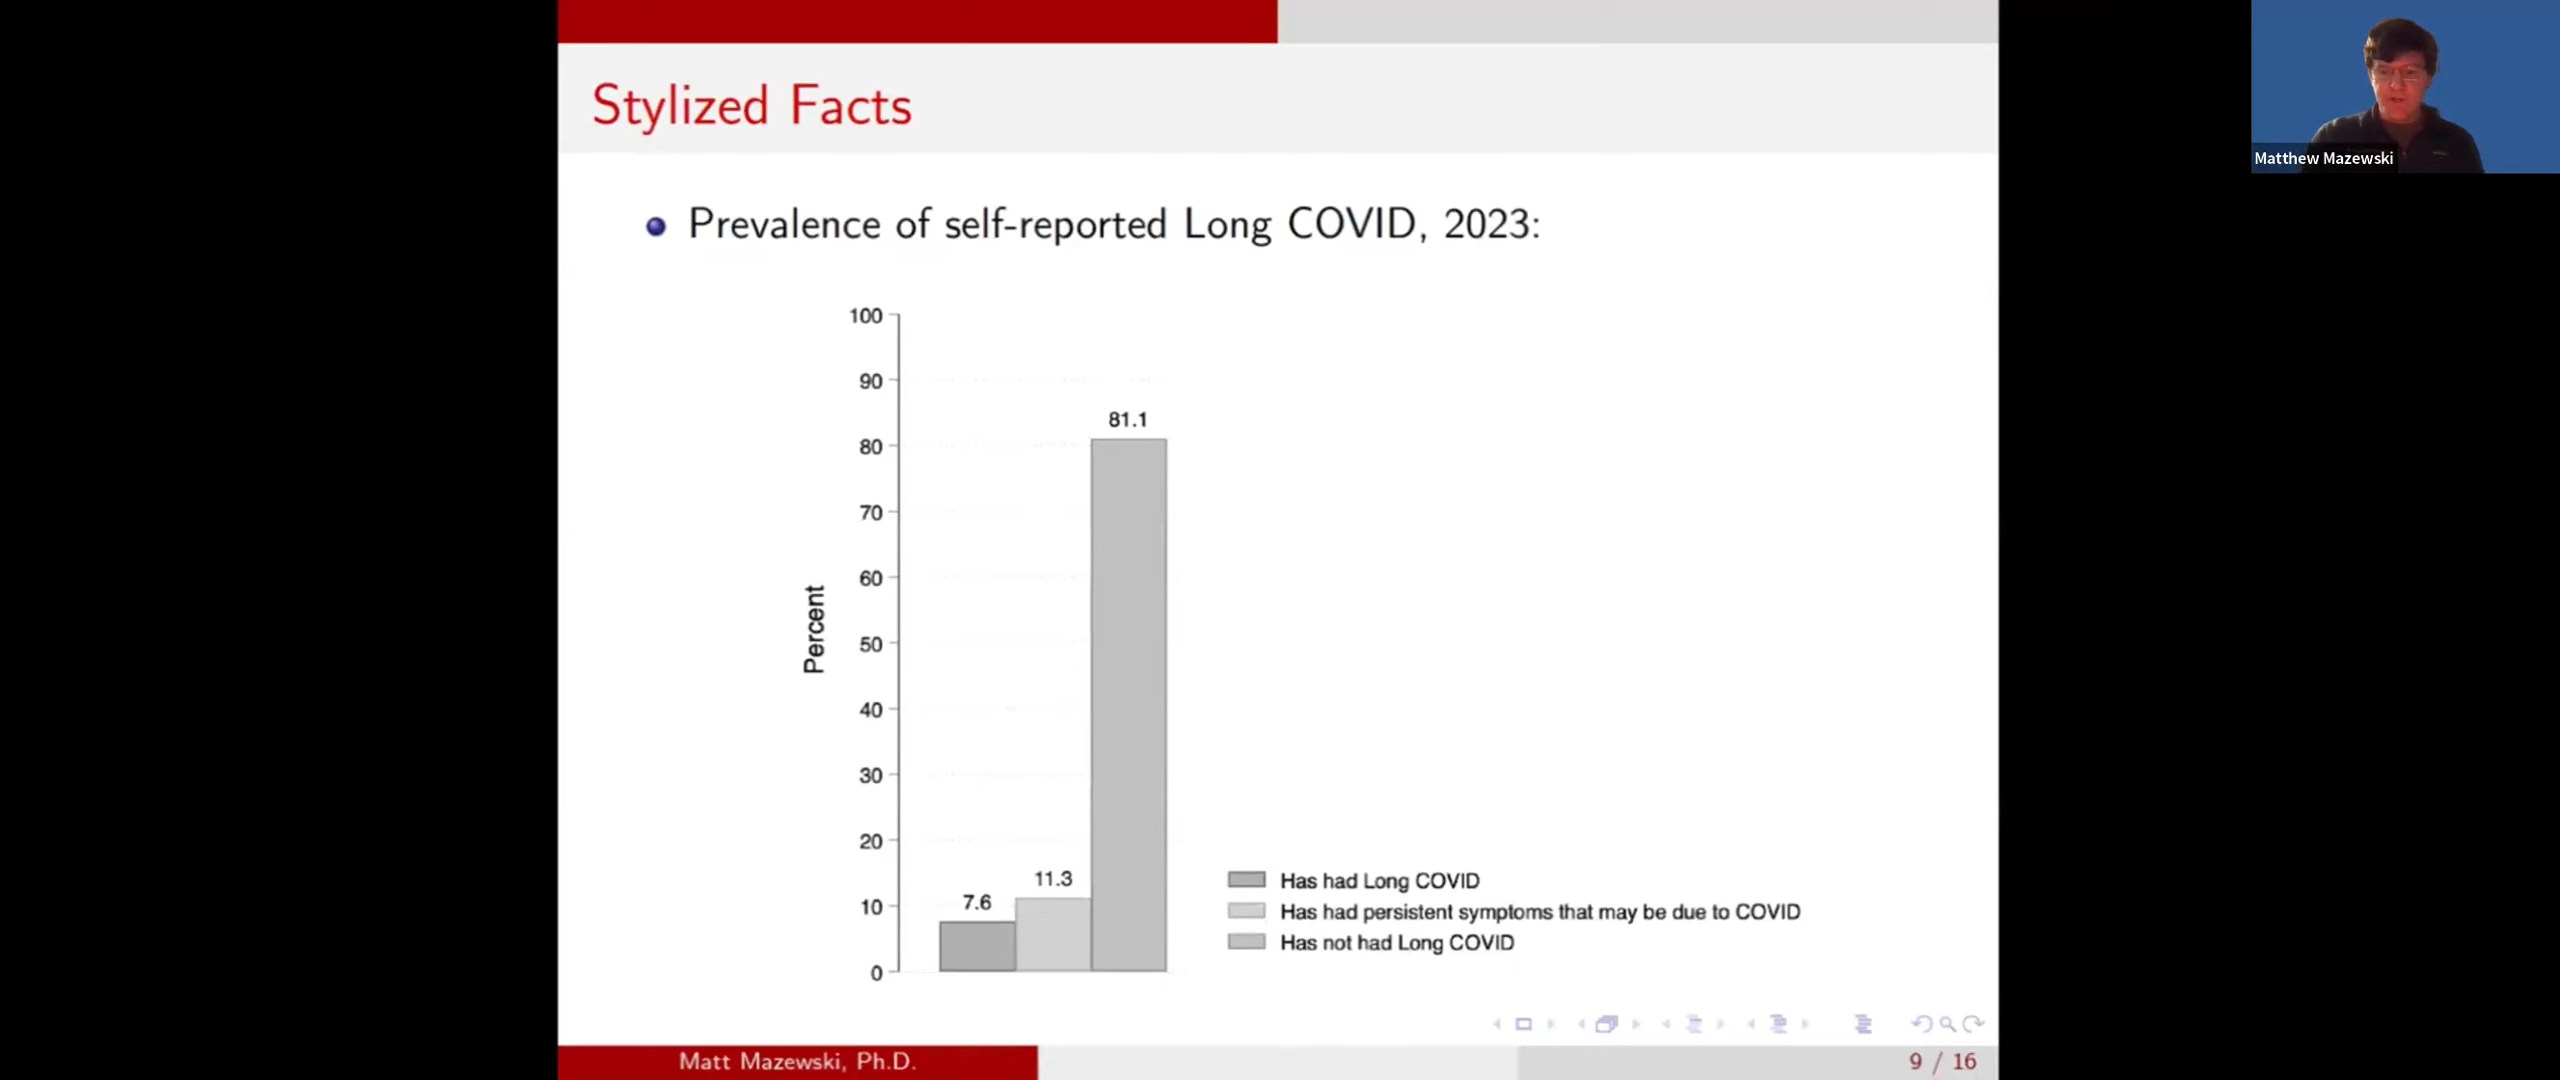 Stylized Facts
Matthew Mazewski
Prevalence of self-reported Long COVID, 2023:
100
90
81.1
80
70
60
Percent
50
40
30
20
11.3
7.6
10
0
Has had Long COVID
Has had persistent symptoms that may be due to COVID
Has not had Long COVID
Matt Mazewski, Ph.D.
9 / 16